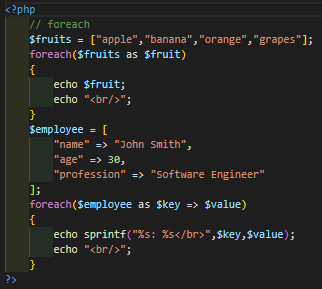 <?php
    // foreach
    $fruits = ["apple","banana","orange","grapes"];
    foreach($fruits as $fruit)
    {
        echo $fruit;
        echo "<br/>";
    }
    $employee = [
        "name" => "John Smith",
        "age" => 30,
        "profession" => "Software Engineer"
    ];
    foreach($employee as $key => $value)
    {
        echo sprintf("%s: %s</br>",$key,$value);
        echo "<br/>";
    }
?>